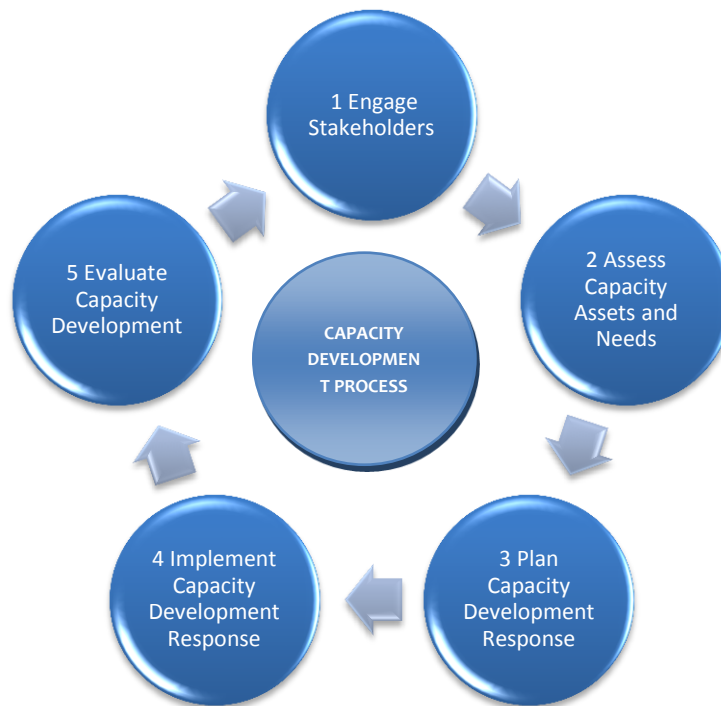 1 Engage
Stakeholders
2 Assess
Capacity
Assets and
Needs
3 Plan
Capacity
Development
Response
4 Implement
Capacity
Development
Response
5 Evaluate
Capacity
Development
CAPACITY
DEVELOPMEN
T PROCESS